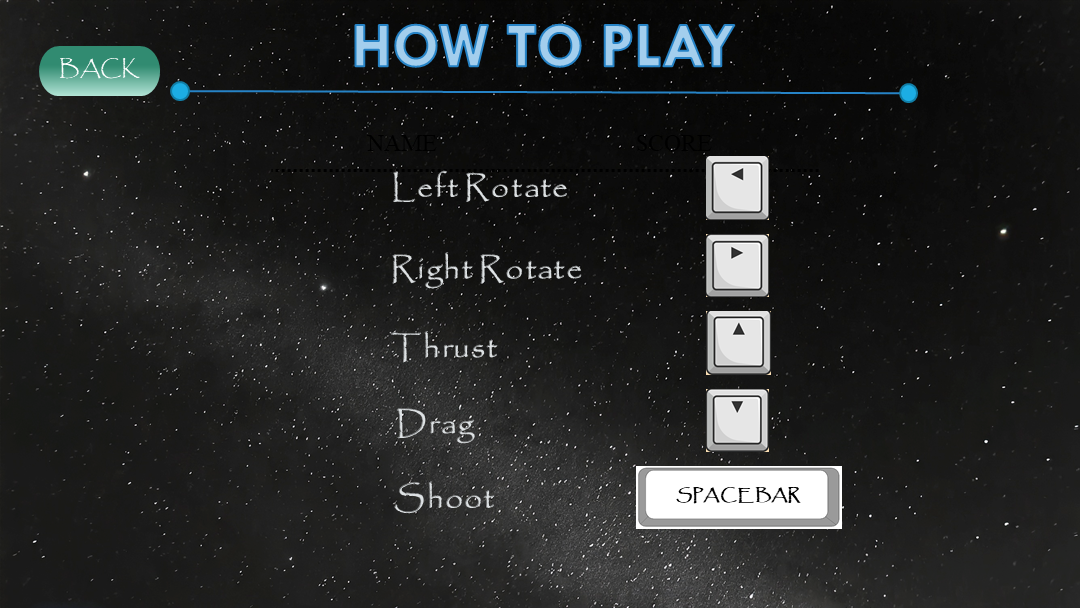 HOW TO PLAY
BACK
NAME SCORE
Left Rotate
Right Rotate
Thrust
Drag
Shoot SPACEBAR